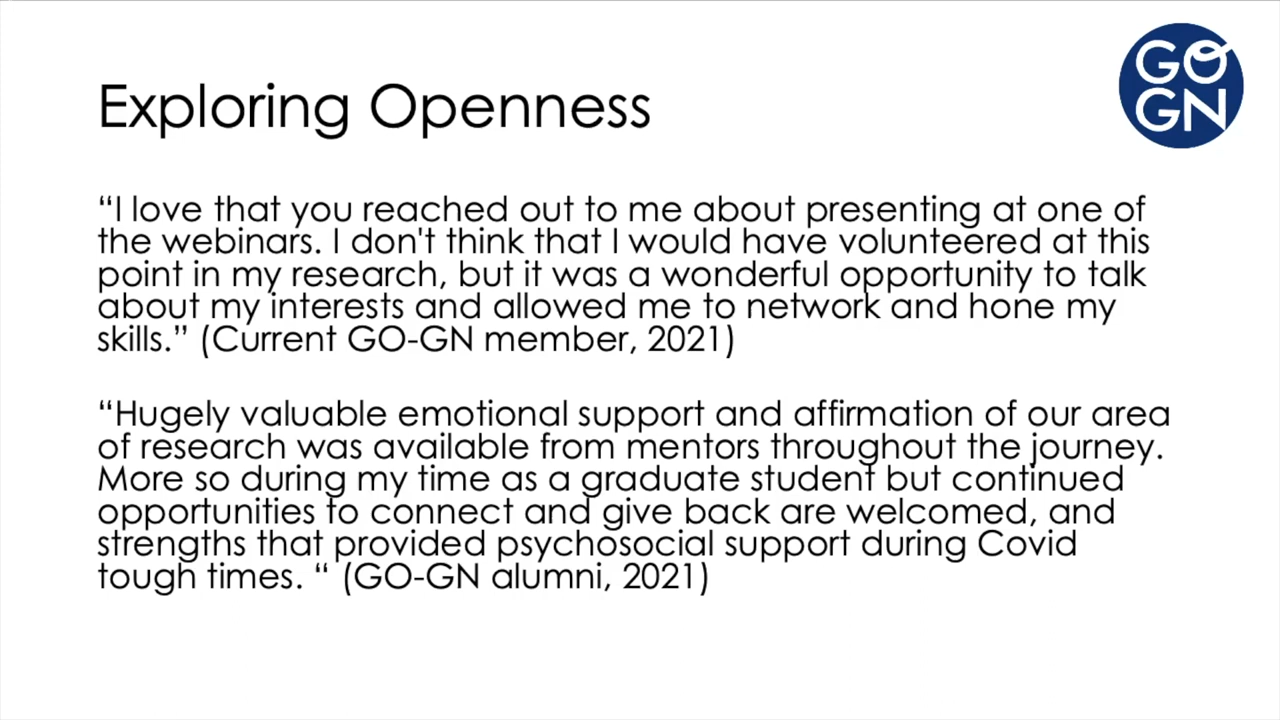 Exploring Openness
GO
GN
“I love that you reached out to me about presenting at one of
the webinars. I don't think that I would have volunteered at this
point in my research, but it was a wonderful opportunity to talk
about my interests and allowed me to network and hone my
skills.” (Current GO-GN member, 2021)
“Hugely valuable emotional support and affirmation of our area
of research was available from mentors throughout the journey.
More so during my time as a graduate student but continued
opportunities to connect and give back are welcomed, and
strengths that provided psychosocial support during Covid
tough times. “ (GO-GN alumni, 2021)